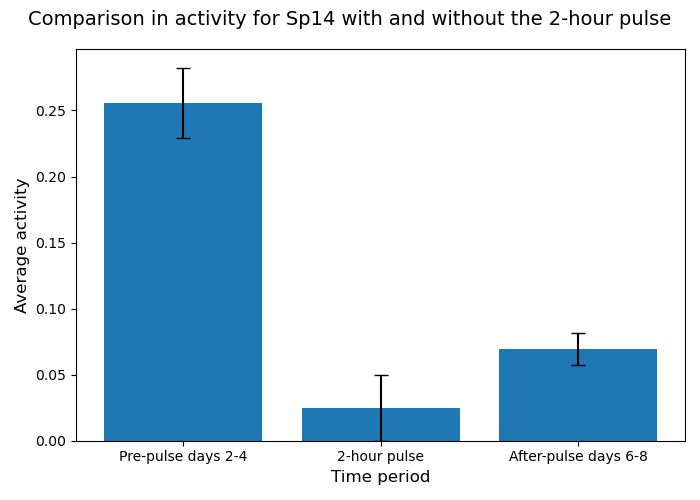 Comparison in activity for Sp14 with and without the 2-hour pulse
Average activity
0.25
0.20
0.15
0.10
0.05
0.00
Pre-pulse days 2-4
2-hour pulse
After-pulse days 6-8
Time period